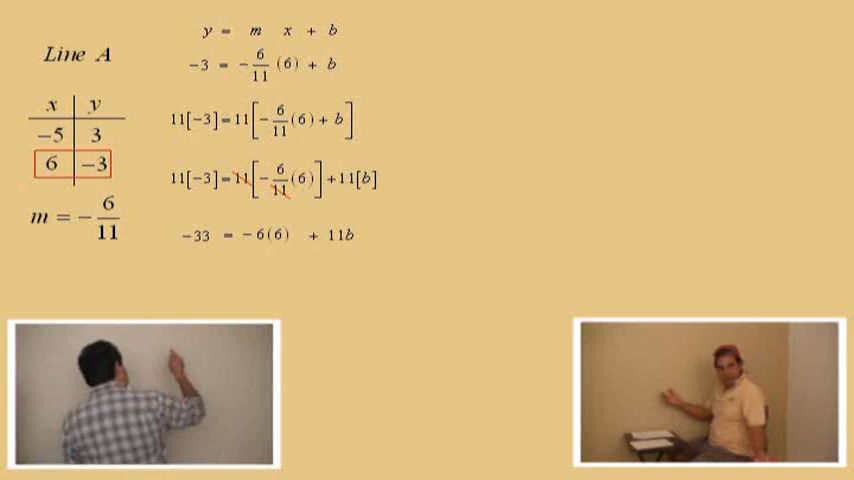 Line A
x y
−5 3
6 −3
m = − 6/11
y = m x + b
−3 = − 6/11 (6) + b
11[−3]=11[− 6/11 (6) + b]
11[−3]=11[− 6/11 (6)]+11[b]
−33 = −6(6) + 11b